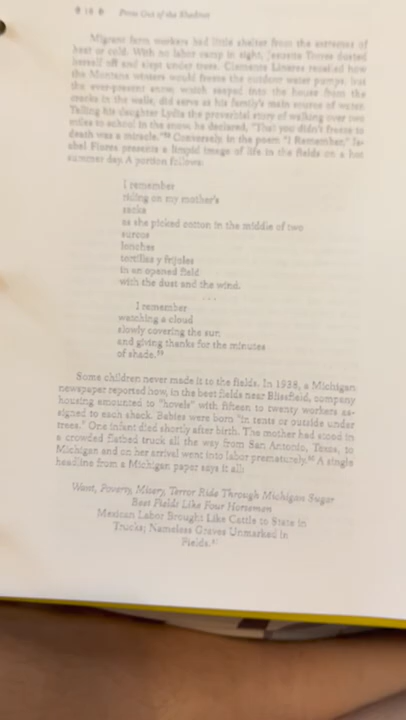 18 From Out of the Shadows
Migrant farm workers had little shelter from the extremes of
heat or cold. With no labor camp in sight, Jesusita Torres dusted
herself off and slept under trees. Clemente Linares recalled how
the Montana winters would freeze the outdoor water pumps, but
the ever-present snow, which seeped into the house from the
cracks in the walls, did serve as his family's main source of water.
Telling his daughter Lydia the proverbial story of walking over two
miles to school in the snow, he declared, "That you didn't freeze to
death was a miracle." Conversely, in the poem "I Remember," Isa-
bel Flores presents a limpid image of life in the fields on a hot
summer day. A portion follows:
I remember
riding on my mother's
sacks
as she picked cotton in the middle of two
surcos
lonches
tortillas y frijoles
in an opened field
with the dust and the wind.
. . .
I remember
watching a cloud
slowly covering the sun
and giving thanks for the minutes
of shade.
Some children never made it to the fields. In 1938, a Michigan
newspaper reported how, in the beet fields near Blissfield, company
housing amounted to "hovels" with fifteen to twenty workers as-
signed to each shack. Babies were born "in tents or outside under
trees." One infant died shortly after birth. The mother had stood in
a crowded flatbed truck all the way from San Antonio, Texas, to
Michigan and on her arrival went into labor prematurely. A single
headline from a Michigan paper says it all:
Want, Poverty, Misery, Terror Ride Through Michigan Sugar
Beet Fields Like Four Horsemen
Mexican Labor Brought Like Cattle to State in
Trucks; Nameless Graves Unmarked in
Fields.